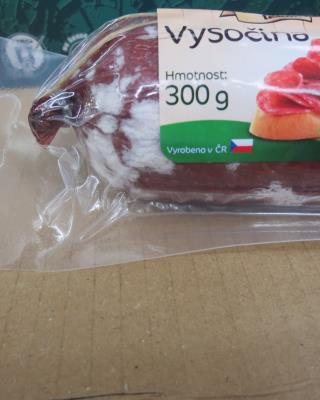 Vysočina
Hmotnost:
300 g
Vyrobeno v ČR